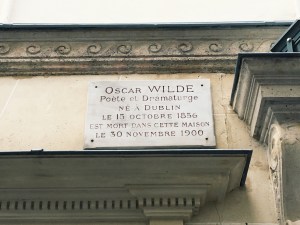 OSCAR WILDE
Poète et Dramaturge
NÉ À DUBLIN
LE 15 OCTOBRE 1856
EST MORT DANS CETTE MAISON
LE 30 NOVEMBRE 1900